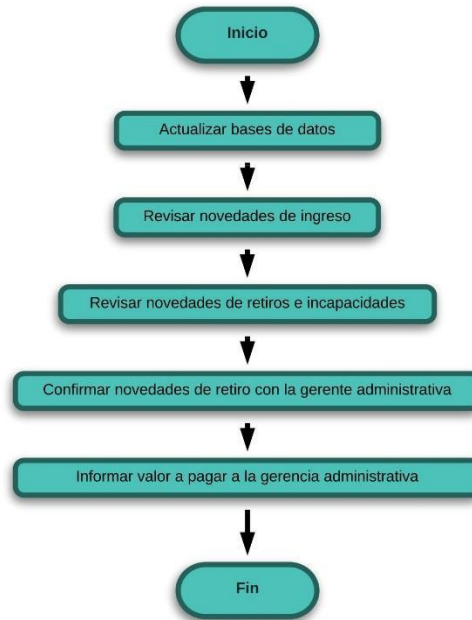 Inicio
Actualizar bases de datos
Revisar novedades de ingreso
Revisar novedades de retiros e incapacidades
Confirmar novedades de retiro con la gerente administrativa
Informar valor a pagar a la gerencia administrativa
Fin